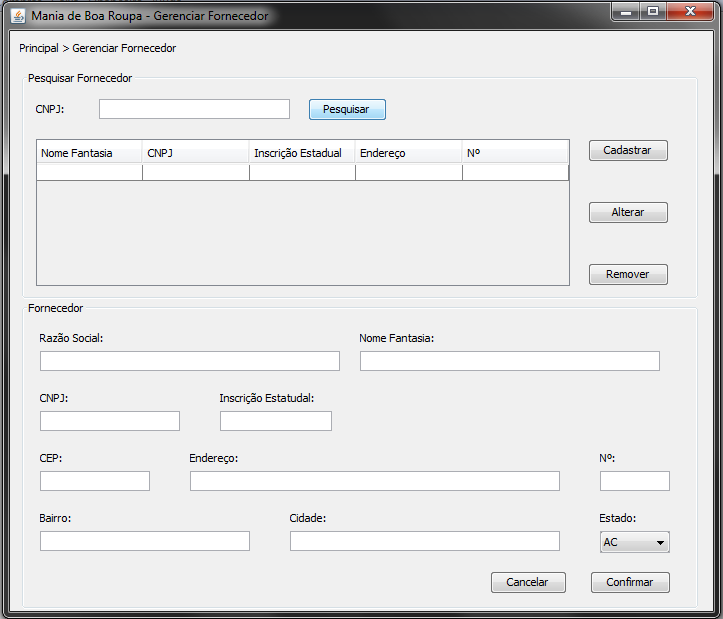 Mania de Boa Roupa - Gerenciar Fornecedor
Principal > Gerenciar Fornecedor
Pesquisar Fornecedor
CNPJ: Pesquisar
Nome Fantasia CNPJ Inscrição Estadual Endereço Nº
Cadastrar
Alterar
Remover
Fornecedor
Razão Social: Nome Fantasia:
CNPJ: Inscrição Estatudal:
CEP: Endereço: Nº:
Bairro: Cidade: Estado:
AC
Cancelar Confirmar